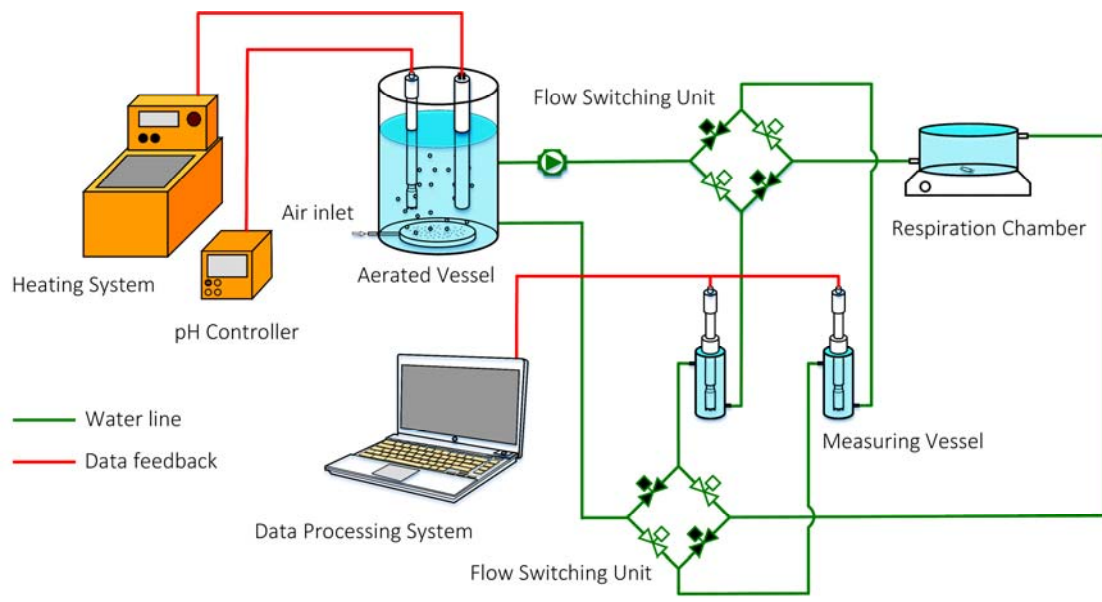 Flow Switching Unit
Air inlet
Respiration Chamber
Heating System
Aerated Vessel
pH Controller
Water line
Measuring Vessel
Data feedback
Data Processing System
Flow Switching Unit